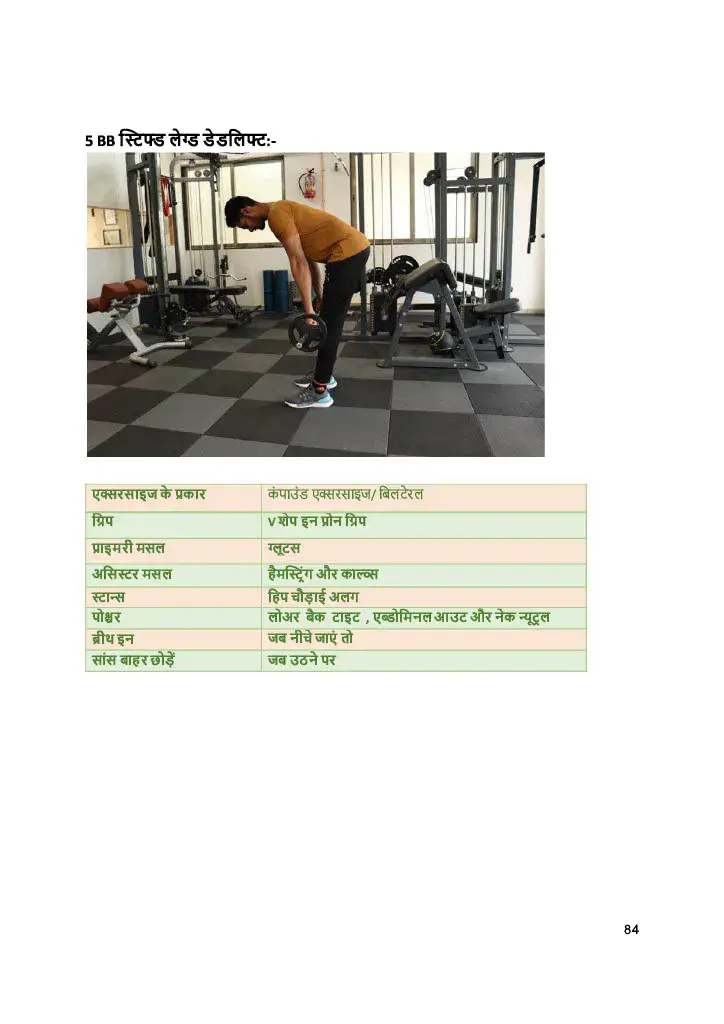 5 BB स्टिफ्ड लेग्ड डेडलिफ्ट:-
एक्सरसाइज के प्रकार कंपाउंड एक्सरसाइज/ बिलटेरल
ग्रिप V शेप इन प्रोन ग्रिप
प्राइमरी मसल ग्लूटस
असिस्टर मसल हैमस्ट्रिंग और काल्व्स
स्टान्स हिप चौड़ाई अलग
पोश्चर लोअर बैक टाइट , एब्डोमिनल आउट और नेक न्यूट्रल
ब्रीथ इन जब नीचे जाएं तो
सांस बाहर छोड़ें जब उठने पर
84